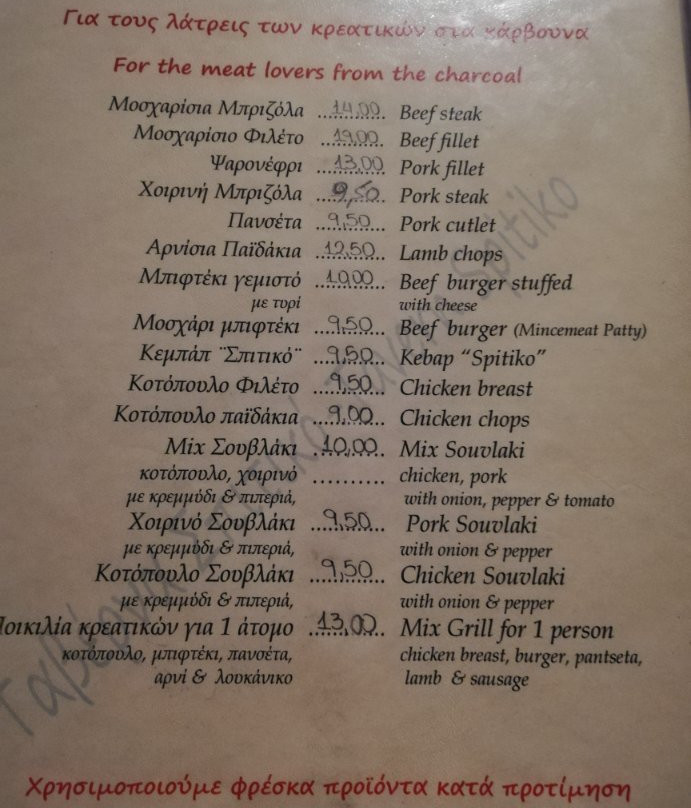 Για τους λάτρεις των κρεατικών στα κάρβουνα
For the meat lovers from the charcoal
Μοσχαρίσια Μπριζόλα ...14,00... Beef steak
Μοσχαρίσιο Φιλέτο ...19,00... Beef fillet
Ψαρονέφρι ...13,00 Pork fillet
Χοιρινή Μπριζόλα ...9,50... Pork steak
Πανσέτα ...9,50... Pork cutlet
Αρνίσια Παϊδάκια ...12,50... Lamb chops
Μπιφτέκι γεμιστό ...10,00... Beef burger stuffed
με τυρί with cheese
Μοσχάρι μπιφτέκι ...9,50... Beef burger (Mincemeat Patty)
Κεμπάπ ¨Σπιτικό¨ ...9,50... Kebap “Spitiko”
Κοτόπουλο Φιλέτο ...9,50... Chicken breast
Κοτόπουλο παϊδάκια ...9,00... Chicken chops
Μix Σουβλάκι ...10,00... Mix Souvlaki
κοτόπουλο, χοιρινό .......... chicken, pork
με κρεμμύδι & πιπεριά, with onion, pepper & tomato
Χοιρινό Σουβλάκι ...9,50... Pork Souvlaki
με κρεμμύδι & πιπεριά, with onion & pepper
Κοτόπουλο Σουβλάκι ...9,50... Chicken Souvlaki
με κρεμμύδι & πιπεριά, with onion & pepper
οικιλία κρεατικών για 1 άτομο ...13,00... Mix Grill for 1 person
κοτόπουλο, μπιφτέκι, πανσέτα, chicken breast, burger, pantseta,
αρνί & λουκάνικο lamb & sausage
Χρησιμοποιούμε φρέσκα προϊόντα κατά προτίμηση
Spitiko